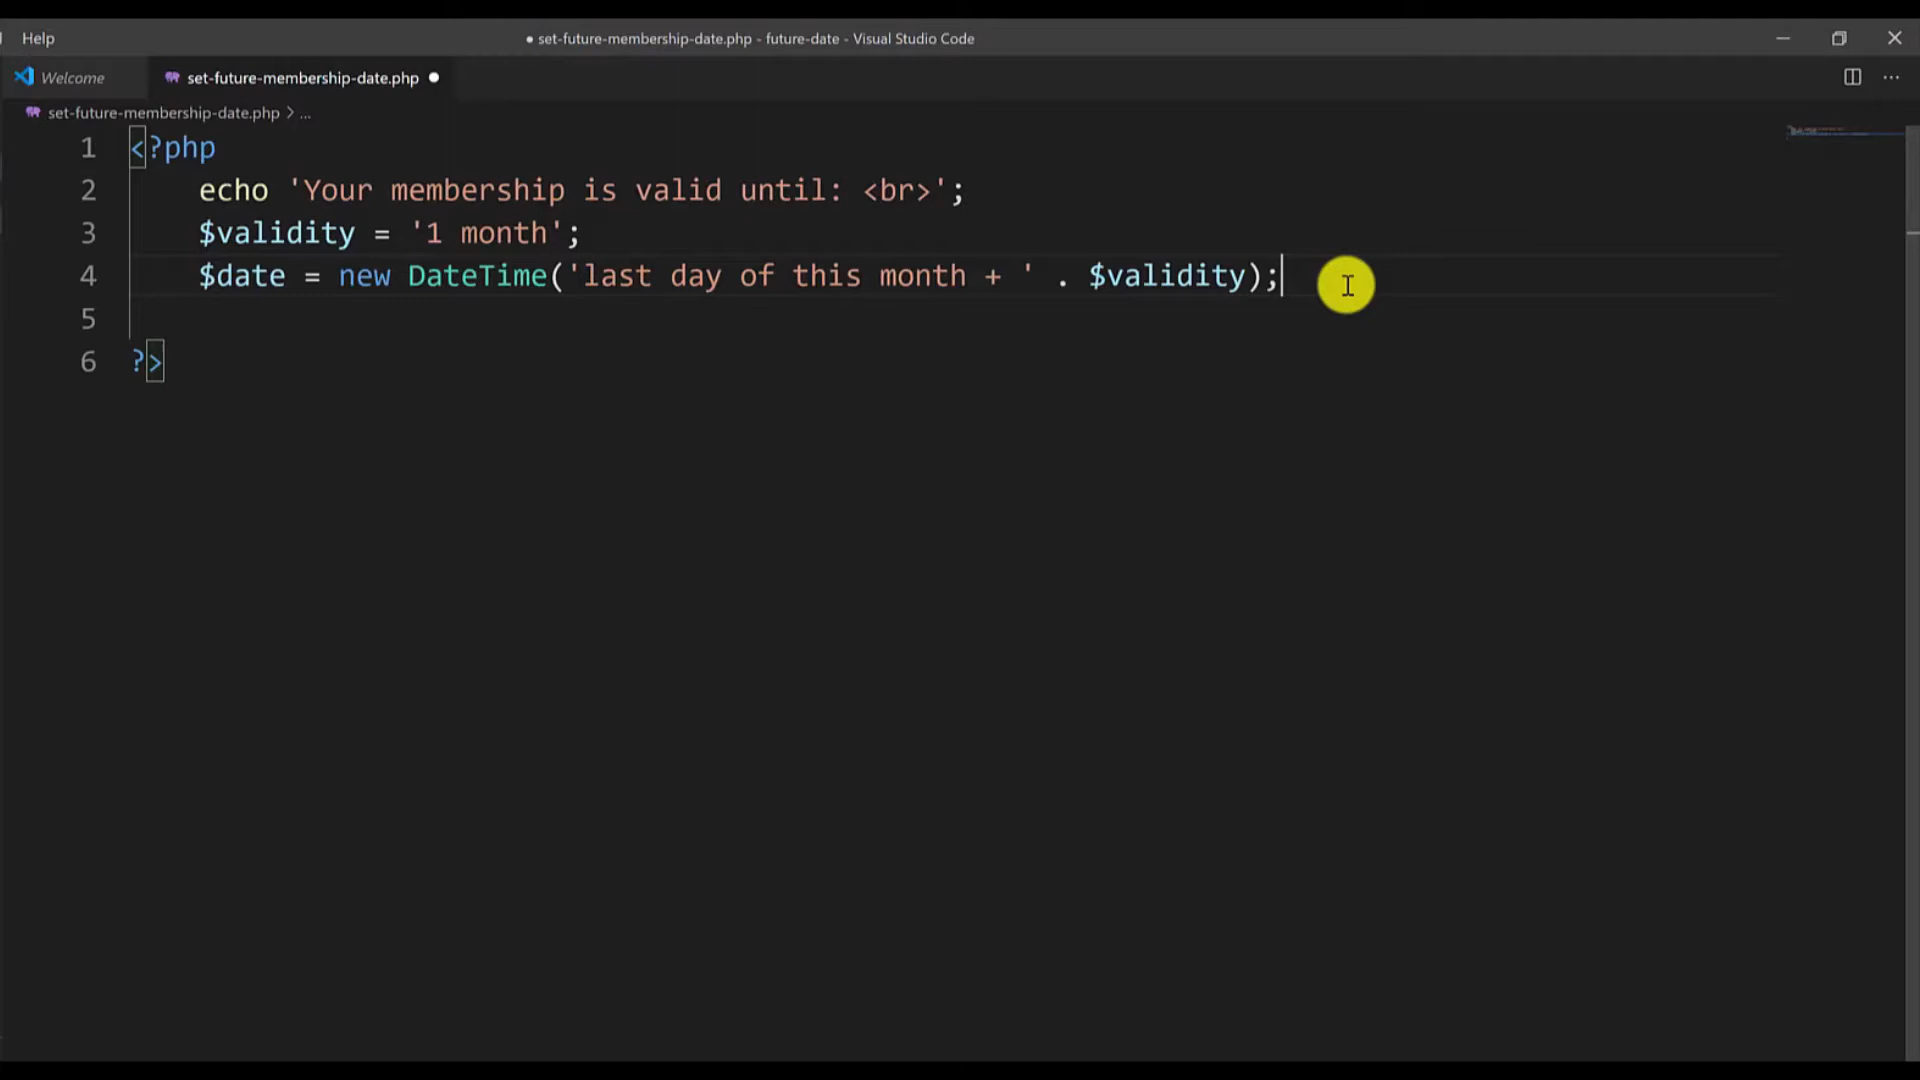 Help
● set-future-membership-date.php - future-date - Visual Studio Code
Welcome
set-future-membership-date.php ●
set-future-membership-date.php > ...
1 <?php
2 echo 'Your membership is valid until: <br>';
3 $validity = '1 month';
4 $date = new DateTime('last day of this month + ' . $validity);
5
6 ?>